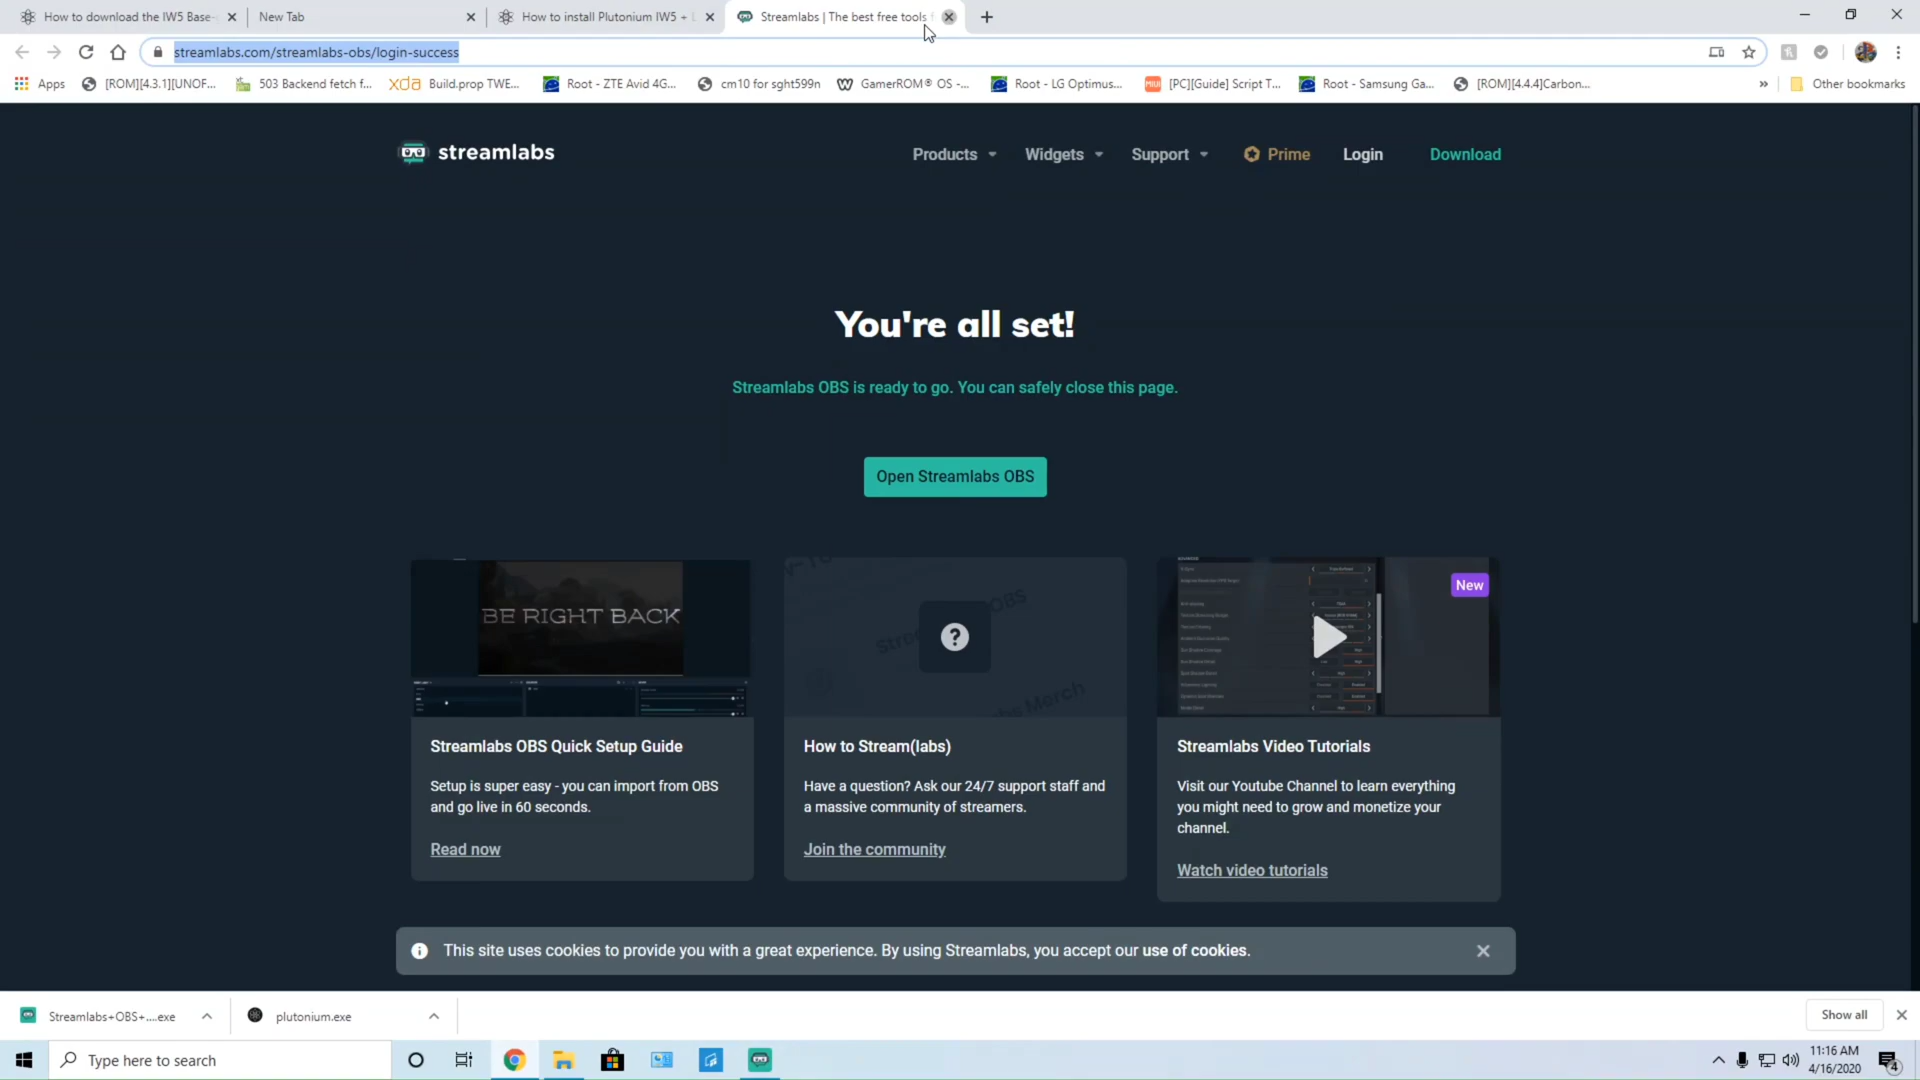 How to download the IW5 Base-
New Tab
How to install Plutonium IW5 +
Streamlabs | The best free tools
streamlabs.com/streamlabs-obs/login-success
Apps
[ROM][4.3.1][UNOF...
503 Backend fetch f...
xda Build.prop TWE...
Root - ZTE Avid 4G...
cm10 for sght599n
GamerROM® OS -...
Root - LG Optimus...
[PC][Guide] Script T...
Root - Samsung Ga...
[ROM][4.4.4]Carbon...
»
Other bookmarks
streamlabs
Products
Widgets
Support
Prime
Login
Download
You're all set!
Streamlabs OBS is ready to go. You can safely close this page.
Open Streamlabs OBS
BE RIGHT BACK
New
Streamlabs OBS Quick Setup Guide
Setup is super easy - you can import from OBS
and go live in 60 seconds.
Read now
How to Stream(labs)
Have a question? Ask our 24/7 support staff and
a massive community of streamers.
Join the community
Streamlabs Video Tutorials
Visit our Youtube Channel to learn everything
you might need to grow and monetize your
channel.
Watch video tutorials
This site uses cookies to provide you with a great experience. By using Streamlabs, you accept our use of cookies.
Streamlabs+OBS+....exe
plutonium.exe
Show all
Type here to search
11:16 AM
4/16/2020
4